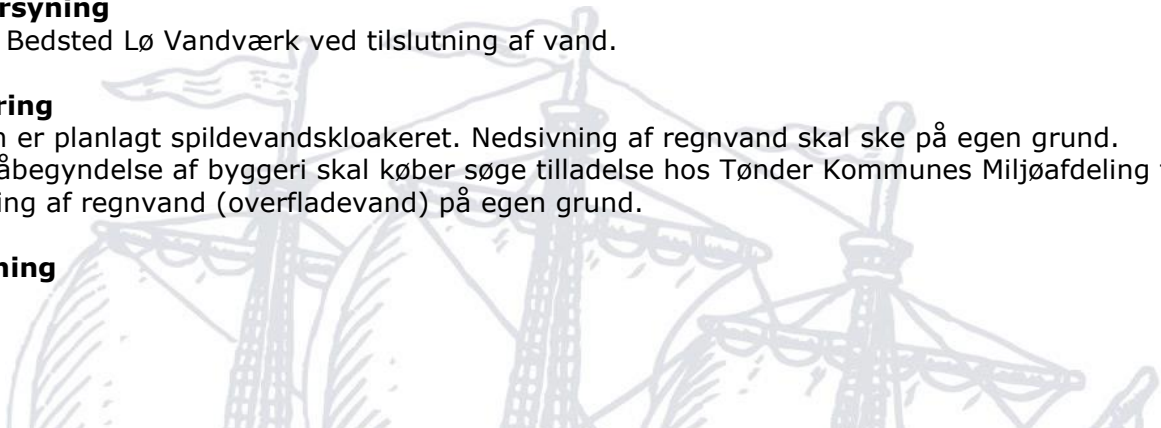 rsyning
Bedsted Lø Vandværk ved tilslutning af vand.
ring
er planlagt spildevandskloakeret. Nedsivning af regnvand skal ske på egen grund.
åbegyndelse af byggeri skal køber søge tilladelse hos Tønder Kommunes Miljøafdeling
ing af regnvand (overfladevand) på egen grund.
ning